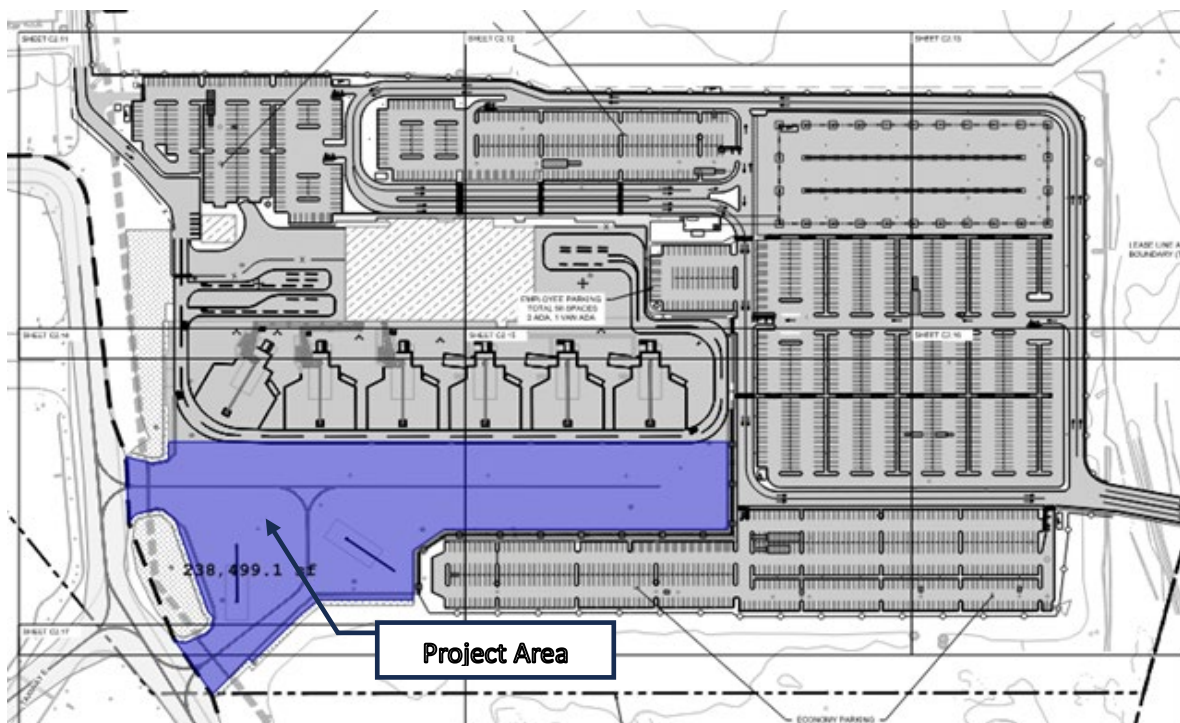 SHEET C2.11
SHEET C2.12
SHEET C2.13
LEASE LINE A
BOUNDARY (T
EMPLOYEE PARKING
TOTAL 58 SPACES
2 ADA, 1 VAN ADA
SHEET C2.14
SHEET C2.15
SHEET C2.16
238,499.1 sf
SHEET C2.17
Project Area
ECONOMY PARKING